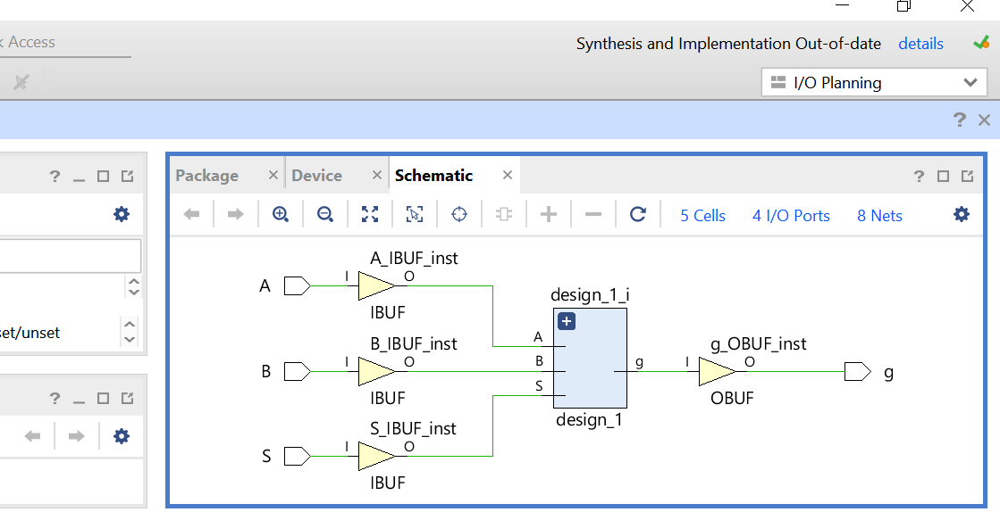 k Access
Synthesis and Implementation Out-of-date details
I/O Planning
? ×
?
Package × Device × Schematic ×
?
5 Cells 4 I/O Ports 8 Nets
A_IBUF_inst
A I O
IBUF
design_1_i
+
B_IBUF_inst
A
B I O
B
S
IBUF
g
g_OBUF_inst
I O
g
OBUF
design_1
S_IBUF_inst
S I O
IBUF
set/unset
?